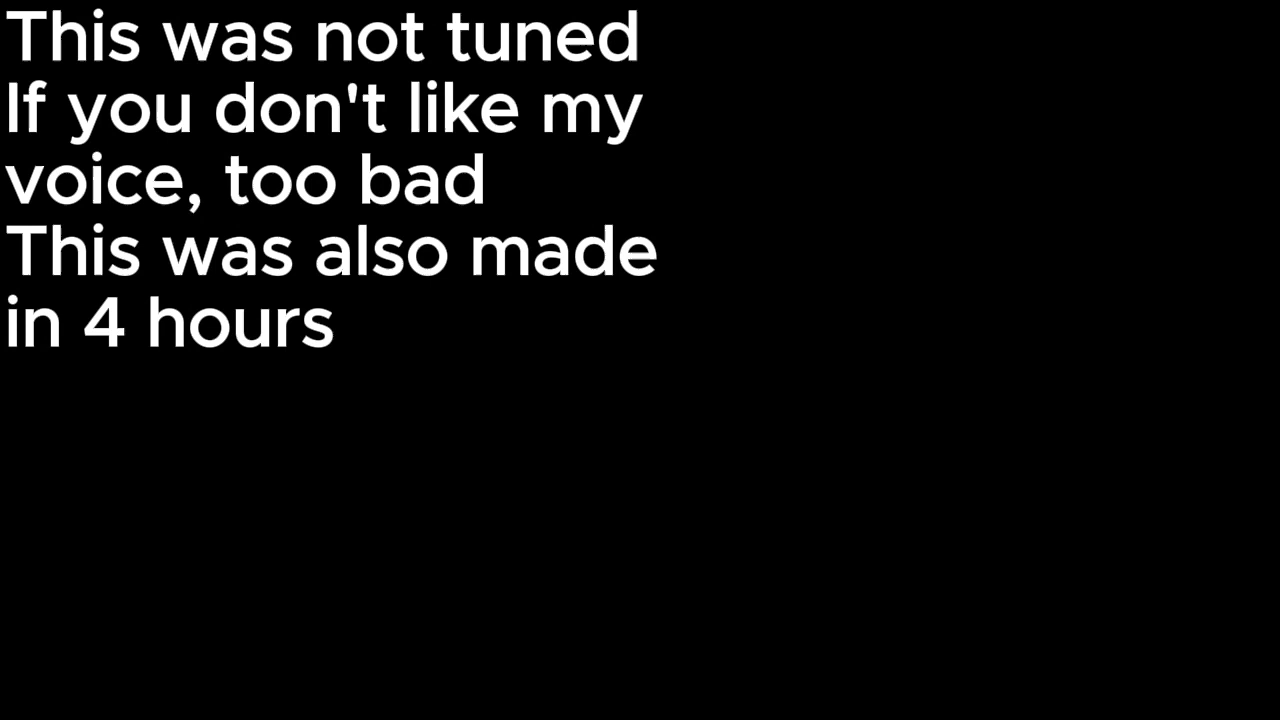 This was not tuned
If you don't like my
voice, too bad
This was also made
in 4 hours